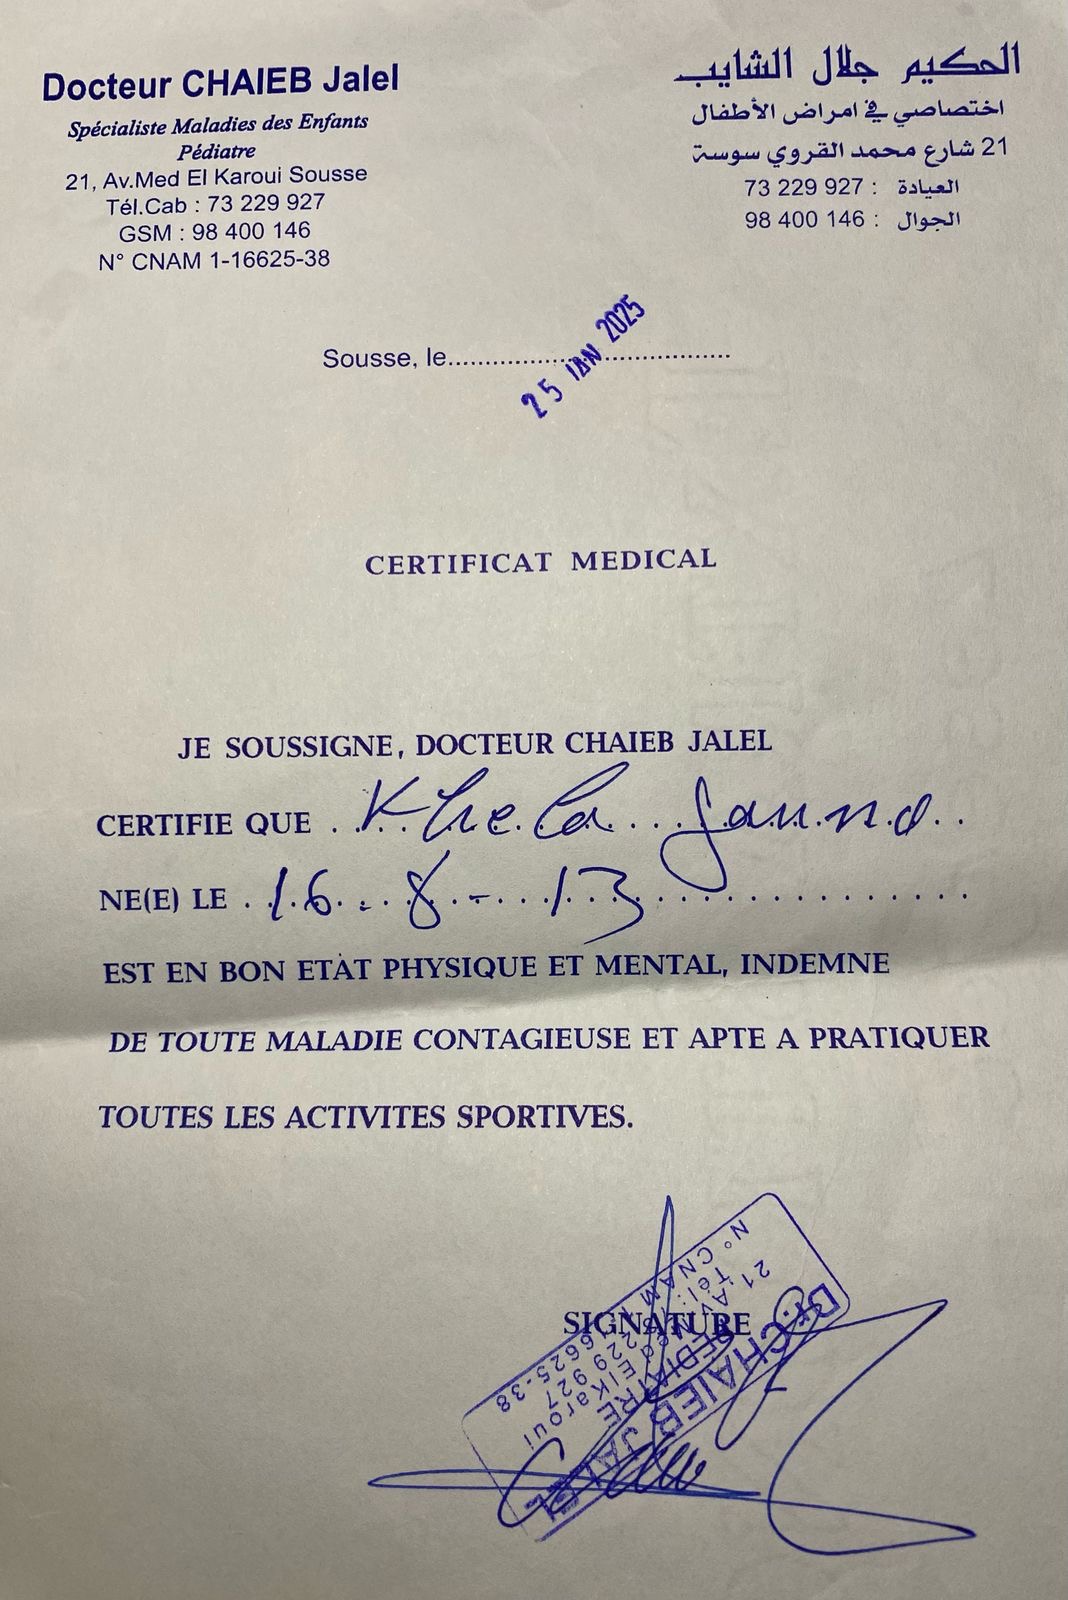 Docteur CHAIEB Jalel
Spécialiste Maladies des Enfants
Pédiatre
21, Av.Med El Karoui Sousse
Tél.Cab : 73 229 927
GSM : 98 400 146
N° CNAM 1-16625-38
الحكيم جلال الشايب
اختصاصي في امراض الأطفال
21 شارع محمد القروي سوسة
العيادة : 73 229 927
الجوال : 98 400 146
Sousse, le.......................................
25 JAN 2025
CERTIFICAT MEDICAL
JE SOUSSIGNE, DOCTEUR CHAIEB JALEL
CERTIFIE QUE Khela
NE(E) LE 16 - 8 - 13
EST EN BON ETAT PHYSIQUE ET MENTAL, INDEMNE
DE TOUTE MALADIE CONTAGIEUSE ET APTE A PRATIQUER
TOUTES LES ACTIVITES SPORTIVES.
SIGNATURE
Dr. CHAIEB JALEL
PEDIATRE
21 Av Med El Karoui
Tél: 73 229 927
N° CNAM 1-16625-38